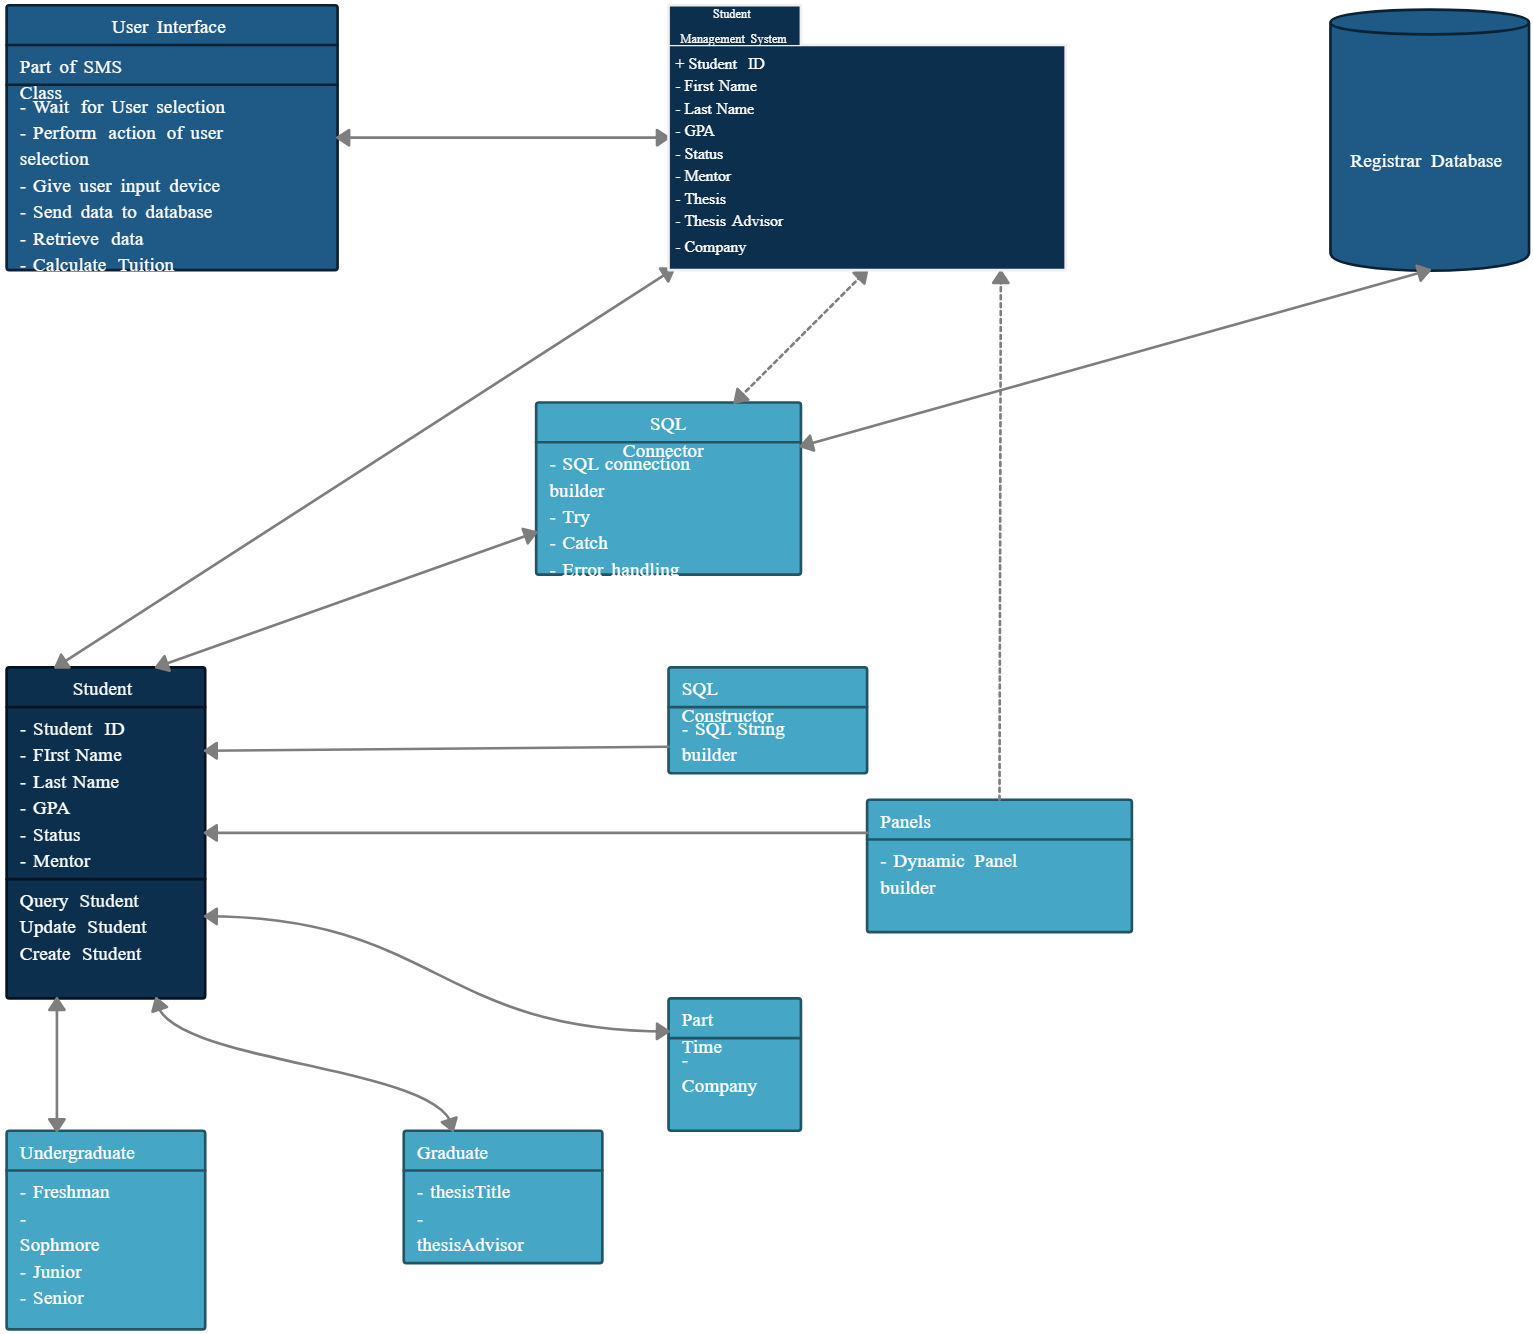 User Interface
Part of SMS
Class
- Wait for User selection
- Perform action of user
selection
- Give user input device
- Send data to database
- Retrieve data
- Calculate Tuition
Student
Management System
+ Student ID
- First Name
- Last Name
- GPA
- Status
- Mentor
- Thesis
- Thesis Advisor
- Company
Registrar Database
SQL
Connector
- SQL connection
builder
- Try
- Catch
- Error handling
Student
- Student ID
- FIrst Name
- Last Name
- GPA
- Status
- Mentor
Query Student
Update Student
Create Student
SQL
Constructor
- SQL String
builder
Panels
- Dynamic Panel
builder
Part
Time
-
Company
Undergraduate
- Freshman
-
Sophmore
- Junior
- Senior
Graduate
- thesisTitle
-
thesisAdvisor